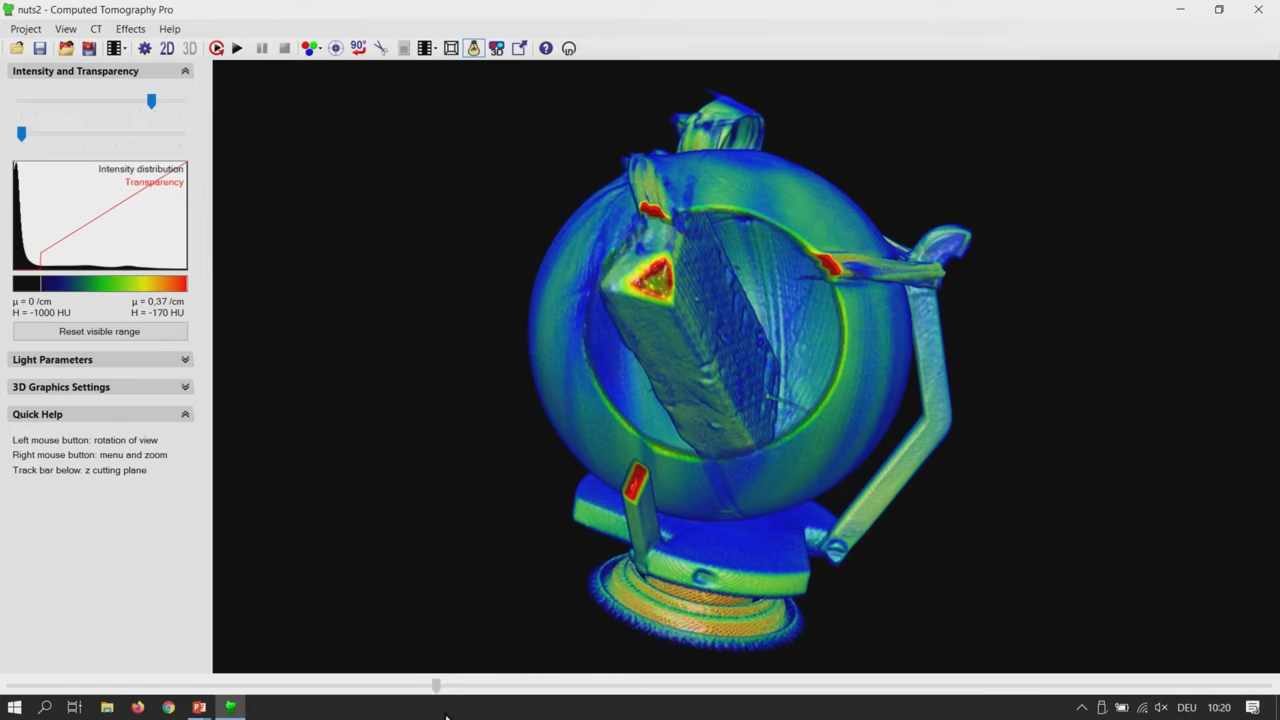 nuts2 - Computed Tomography Pro
Project View CT Effects Help
2D 3D 90° 3D
Intensity and Transparency
Intensity distribution
Transparency
μ = 0 /cm μ = 0,37 /cm
H = -1000 HU H = -170 HU
Reset visible range
Light Parameters
3D Graphics Settings
Quick Help
Left mouse button: rotation of view
Right mouse button: menu and zoom
Track bar below: z cutting plane
DEU 10:20